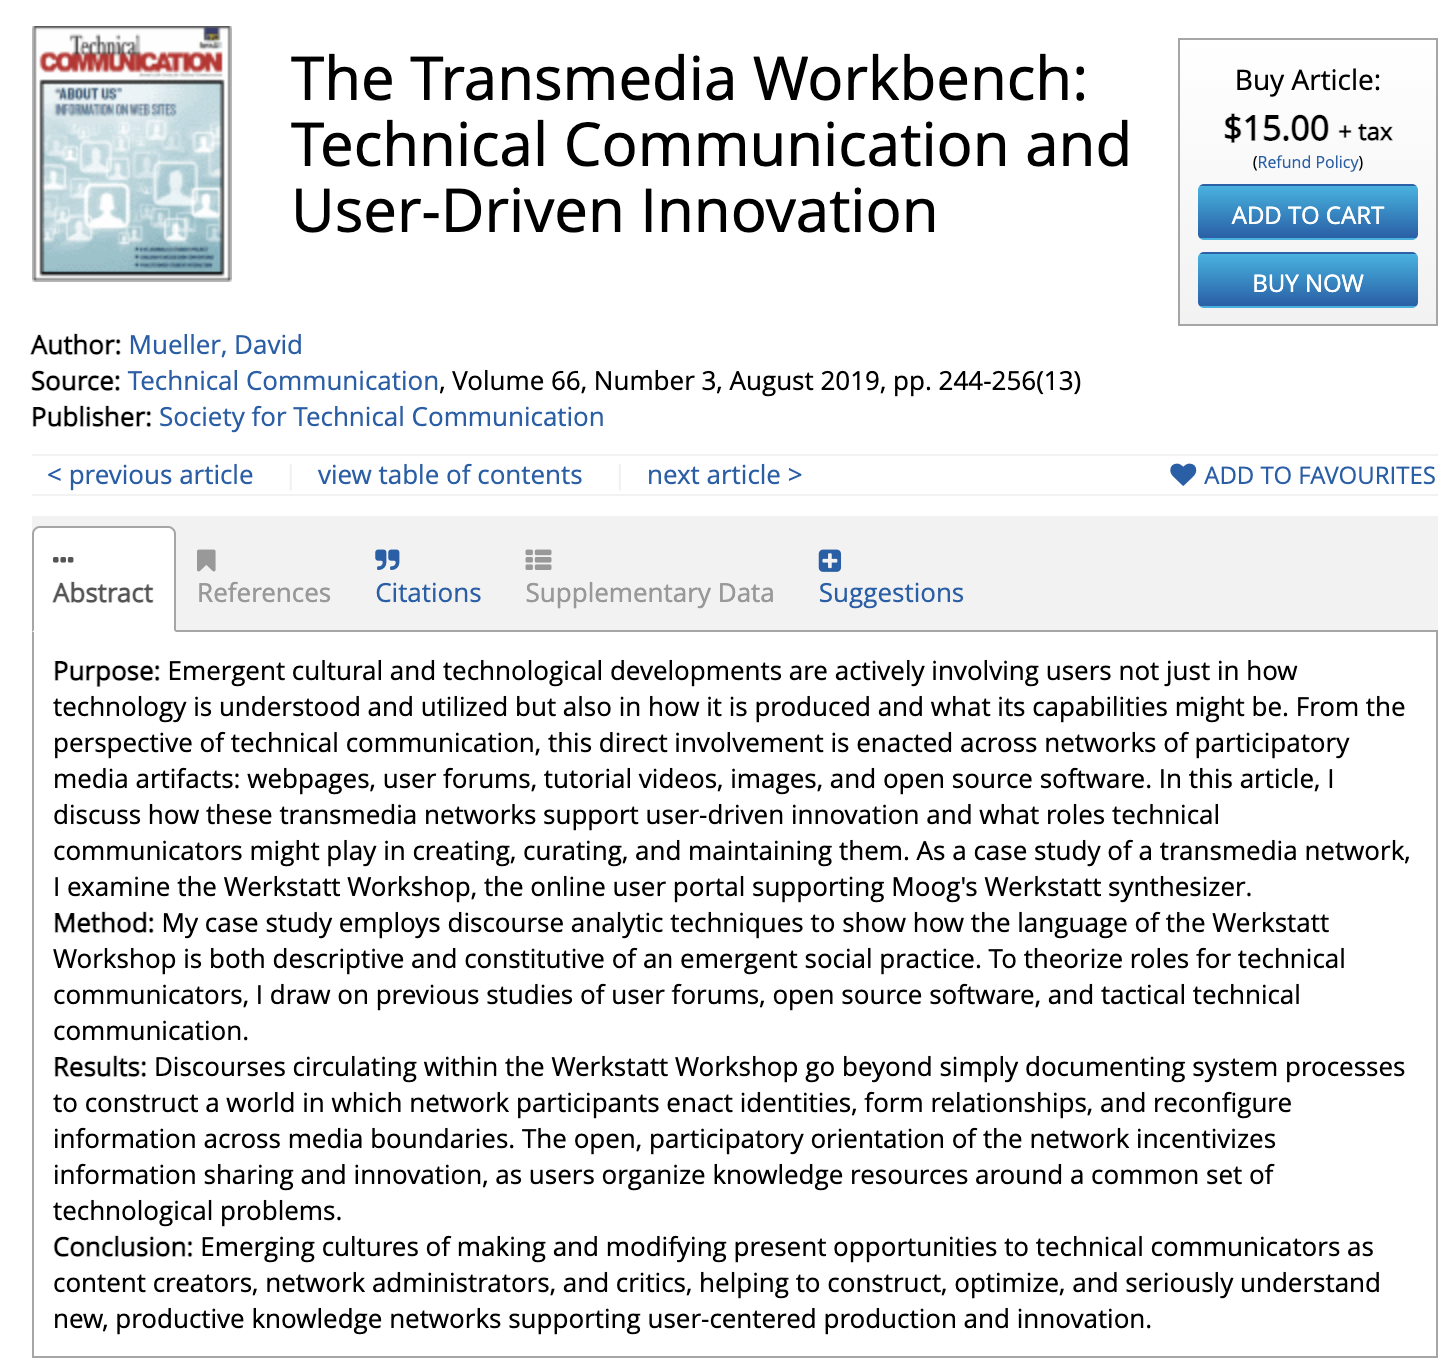 Technical
COMMUNICATION
"ABOUT US"
INFORMATION ON WEB SITES
The Transmedia Workbench:
Technical Communication and
User-Driven Innovation
Buy Article:
$15.00 + tax
(Refund Policy)
ADD TO CART
BUY NOW
Author: Mueller, David
Source: Technical Communication, Volume 66, Number 3, August 2019, pp. 244-256(13)
Publisher: Society for Technical Communication
< previous article
view table of contents
next article >
ADD TO FAVOURITES
Abstract
References
Citations
Supplementary Data
Suggestions
Purpose: Emergent cultural and technological developments are actively involving users not just in how
technology is understood and utilized but also in how it is produced and what its capabilities might be. From the
perspective of technical communication, this direct involvement is enacted across networks of participatory
media artifacts: webpages, user forums, tutorial videos, images, and open source software. In this article, I
discuss how these transmedia networks support user-driven innovation and what roles technical
communicators might play in creating, curating, and maintaining them. As a case study of a transmedia network,
I examine the Werkstatt Workshop, the online user portal supporting Moog's Werkstatt synthesizer.
Method: My case study employs discourse analytic techniques to show how the language of the Werkstatt
Workshop is both descriptive and constitutive of an emergent social practice. To theorize roles for technical
communicators, I draw on previous studies of user forums, open source software, and tactical technical
communication.
Results: Discourses circulating within the Werkstatt Workshop go beyond simply documenting system processes
to construct a world in which network participants enact identities, form relationships, and reconfigure
information across media boundaries. The open, participatory orientation of the network incentivizes
information sharing and innovation, as users organize knowledge resources around a common set of
technological problems.
Conclusion: Emerging cultures of making and modifying present opportunities to technical communicators as
content creators, network administrators, and critics, helping to construct, optimize, and seriously understand
new, productive knowledge networks supporting user-centered production and innovation.